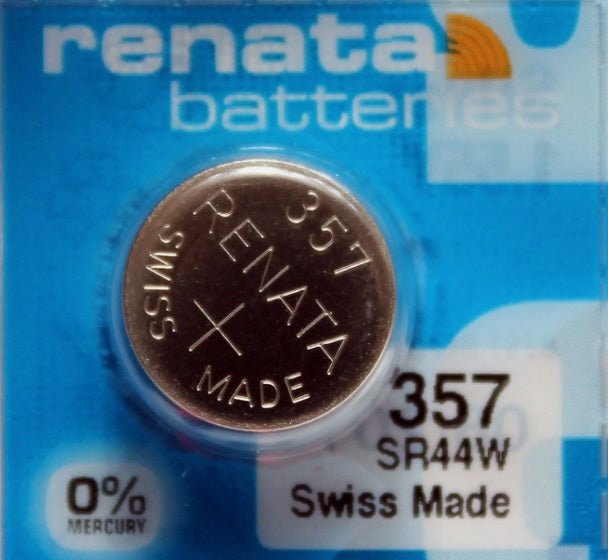 renata
batteries
357
RENATA
SWISS
MADE
357
SR44W
Swiss Made
0%
MERCURY